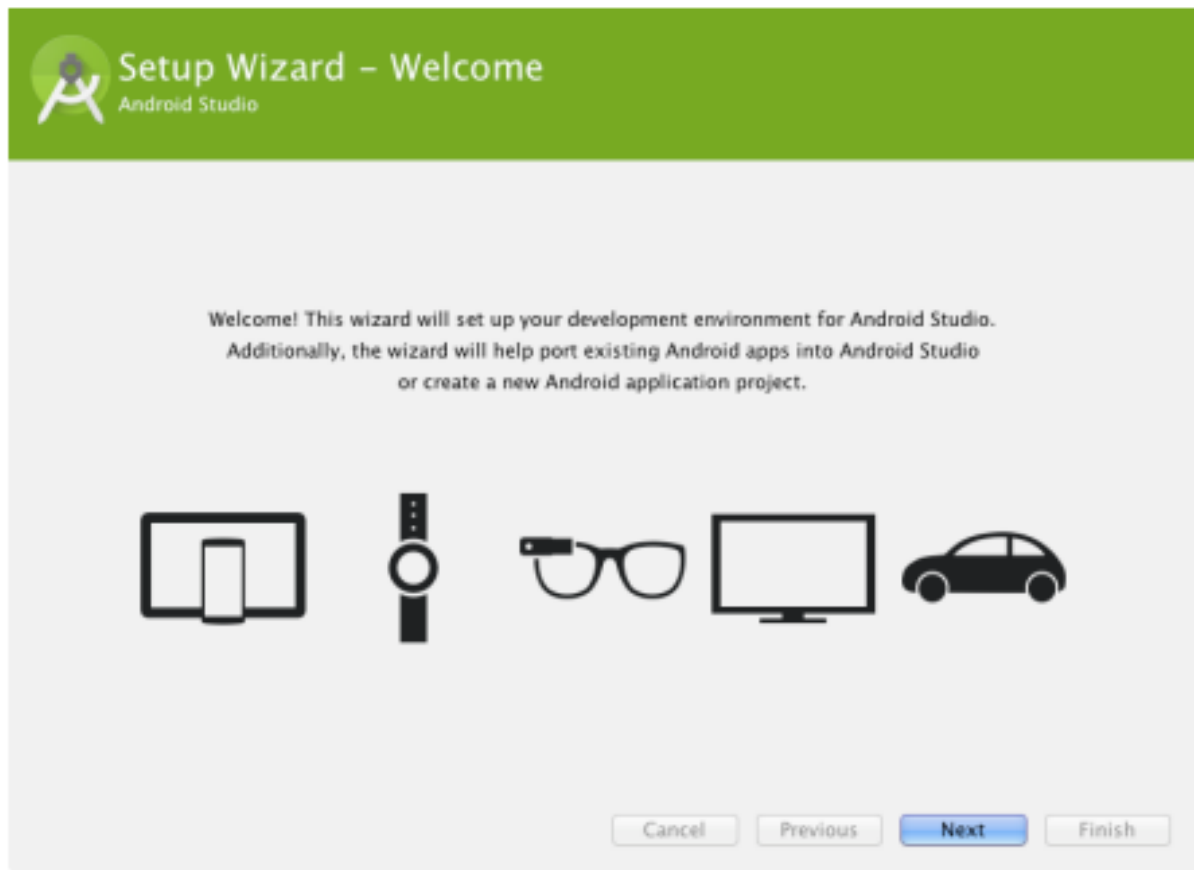 Setup Wizard – Welcome
Android Studio
Welcome! This wizard will set up your development environment for Android Studio.
Additionally, the wizard will help port existing Android apps into Android Studio
or create a new Android application project.
Cancel Previous Next Finish